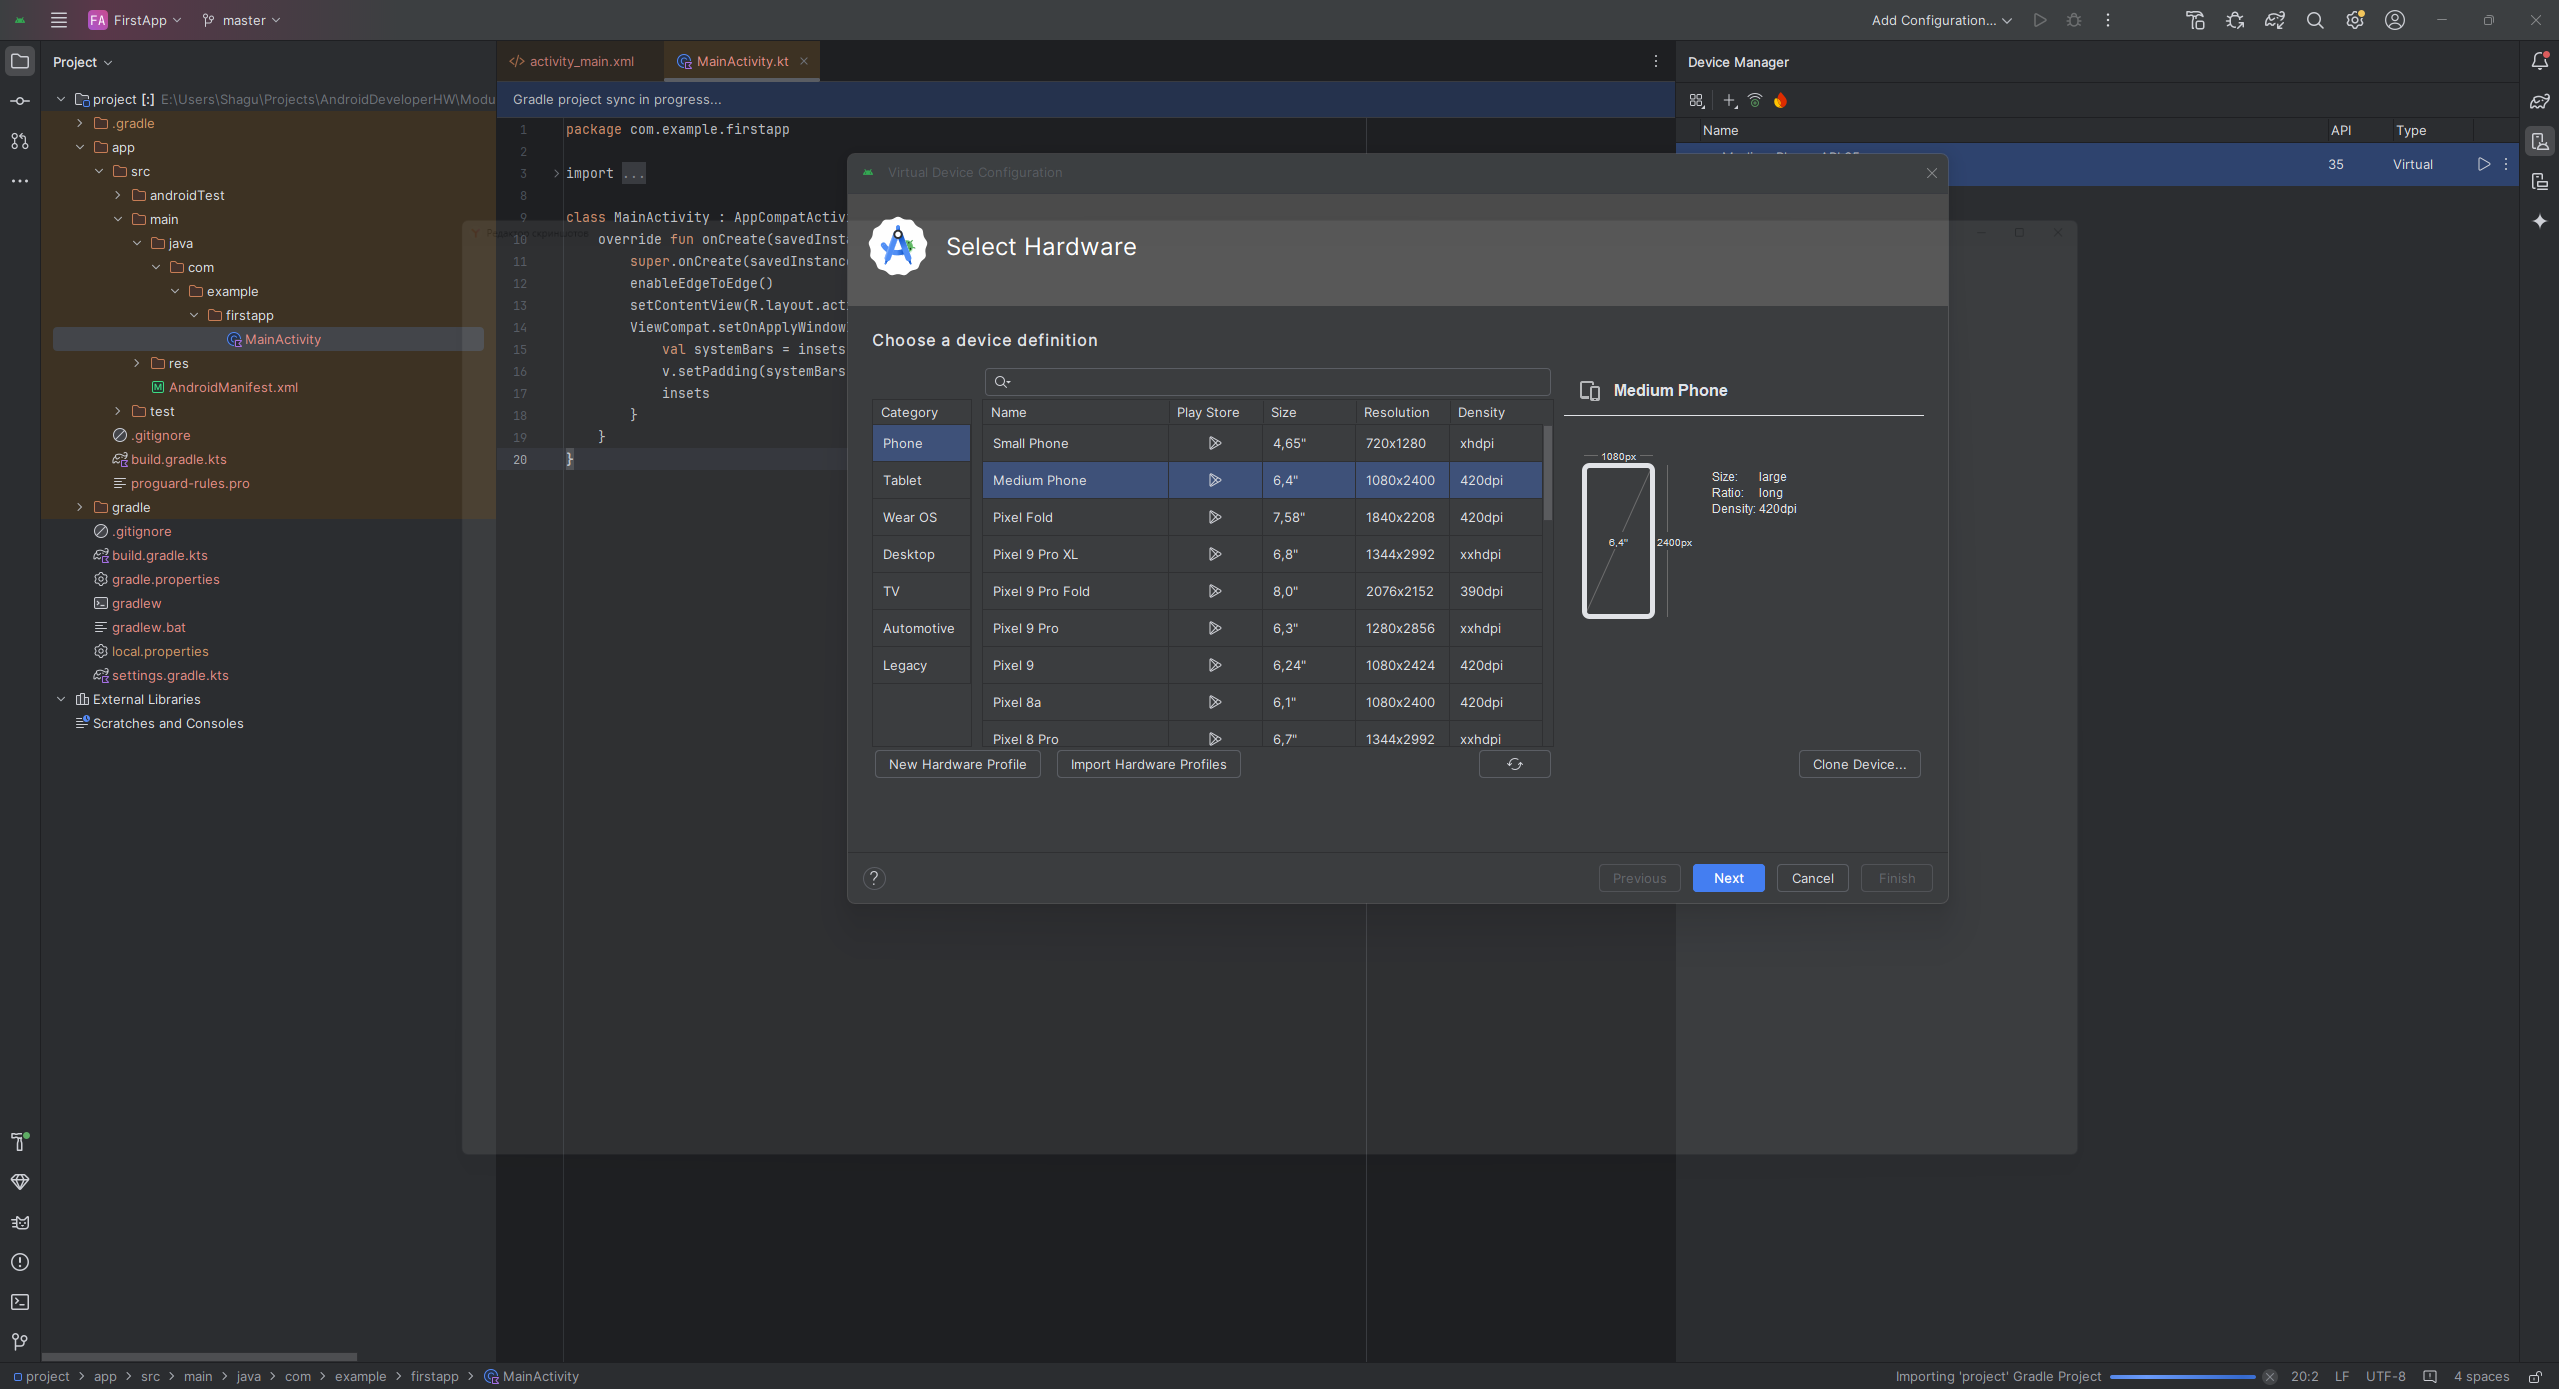 FA FirstApp master Add Configuration...
Project
project [:] E:\Users\Shagu\Projects\AndroidDeveloperHW\Modu
.gradle
app
src
androidTest
main
java
com
example
firstapp
MainActivity
res
AndroidManifest.xml
test
.gitignore
build.gradle.kts
proguard-rules.pro
gradle
.gitignore
build.gradle.kts
gradle.properties
gradlew
gradlew.bat
local.properties
settings.gradle.kts
External Libraries
Scratches and Consoles
activity_main.xml MainActivity.kt
Gradle project sync in progress...
1 package com.example.firstapp
2
3 import ...
8
9 class MainActivity : AppCompatActiv
10 override fun onCreate(savedInsta
11 super.onCreate(savedInstance
12 enableEdgeToEdge()
13 setContentView(R.layout.act
14 ViewCompat.setOnApplyWindow
15 val systemBars = insets
16 v.setPadding(systemBars
17 insets
18 }
19 }
20 }
Device Manager
Name API Type
35 Virtual
Virtual Device Configuration
Select Hardware
Choose a device definition
Category
Phone
Tablet
Wear OS
Desktop
TV
Automotive
Legacy
Name Play Store Size Resolution Density
Small Phone 4,65" 720x1280 xhdpi
Medium Phone 6,4" 1080x2400 420dpi
Pixel Fold 7,58" 1840x2208 420dpi
Pixel 9 Pro XL 6,8" 1344x2992 xxhdpi
Pixel 9 Pro Fold 8,0" 2076x2152 390dpi
Pixel 9 Pro 6,3" 1280x2856 xxhdpi
Pixel 9 6,24" 1080x2424 420dpi
Pixel 8a 6,1" 1080x2400 420dpi
Pixel 8 Pro 6,7" 1344x2992 xxhdpi
New Hardware Profile Import Hardware Profiles
Medium Phone
1080px
6,4"
2400px
Size: large
Ratio: long
Density: 420dpi
Clone Device...
? Previous Next Cancel Finish
project app src main java com example firstapp MainActivity
Importing 'project' Gradle Project 20:2 LF UTF-8 4 spaces